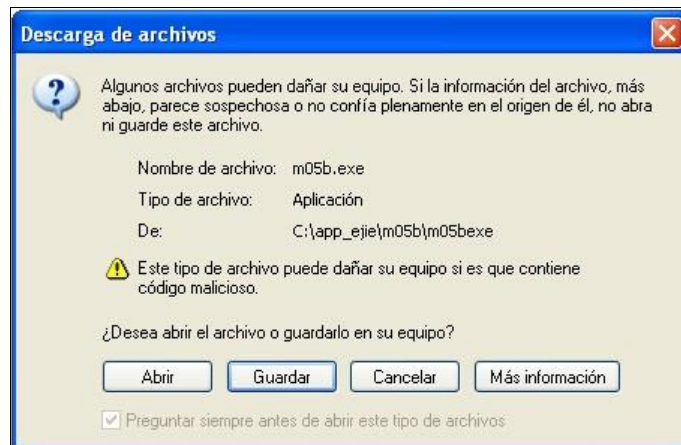 Descarga de archivos
Algunos archivos pueden dañar su equipo. Si la información del archivo, más
abajo, parece sospechosa o no confía plenamente en el origen de él, no abra
ni guarde este archivo.
Nombre de archivo: m05b.exe
Tipo de archivo: Aplicación
De: C:\app_ejie\m05b\m05bexe
Este tipo de archivo puede dañar su equipo si es que contiene
código malicioso.
¿Desea abrir el archivo o guardarlo en su equipo?
Abrir Guardar Cancelar Más información
Preguntar siempre antes de abrir este tipo de archivos